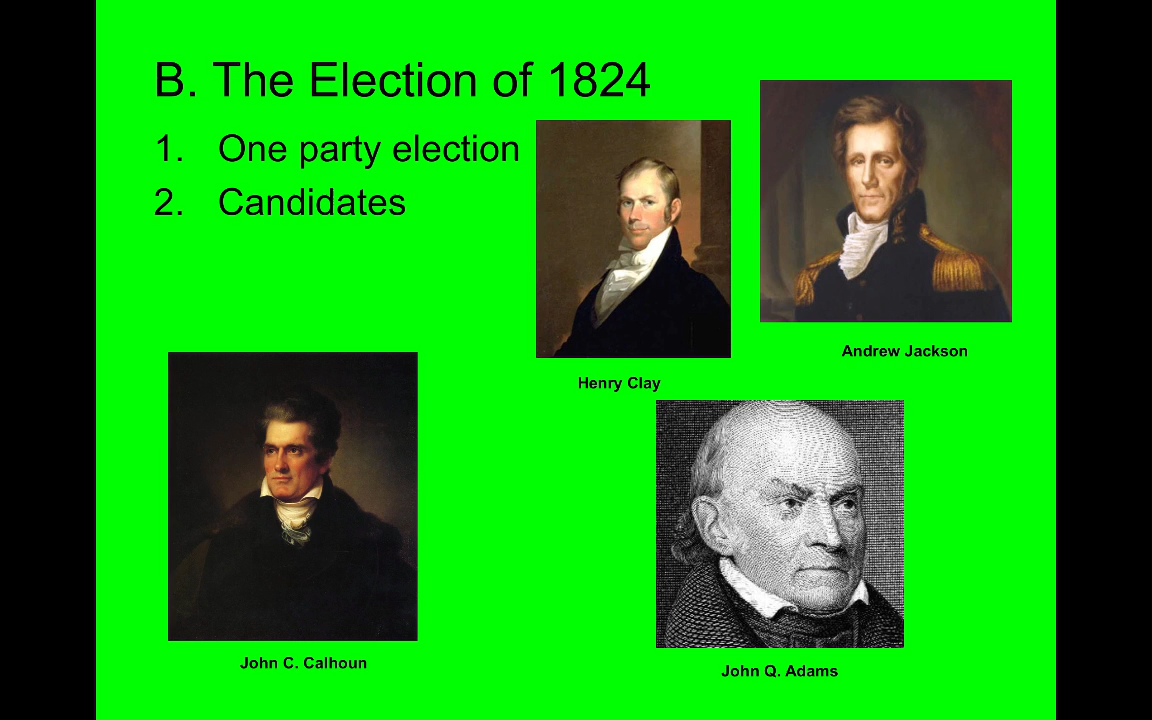 B. The Election of 1824
1. One party election
2. Candidates
Henry Clay
Andrew Jackson
John C. Calhoun
John Q. Adams